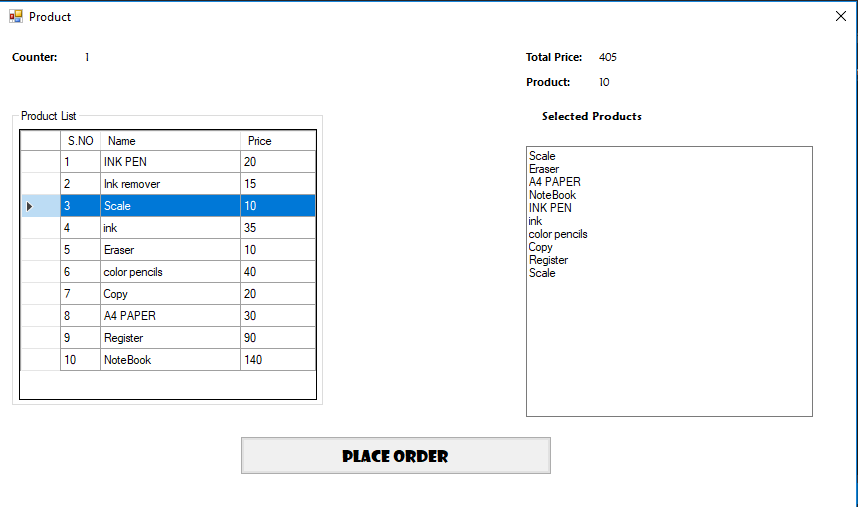 Product
Counter: 1
Total Price: 405
Product: 10
Product List
Selected Products
S.NO Name Price
1 INK PEN 20
2 Ink remover 15
3 Scale 10
4 ink 35
5 Eraser 10
6 color pencils 40
7 Copy 20
8 A4 PAPER 30
9 Register 90
10 NoteBook 140
Scale
Eraser
A4 PAPER
NoteBook
INK PEN
ink
color pencils
Copy
Register
Scale
PLACE ORDER